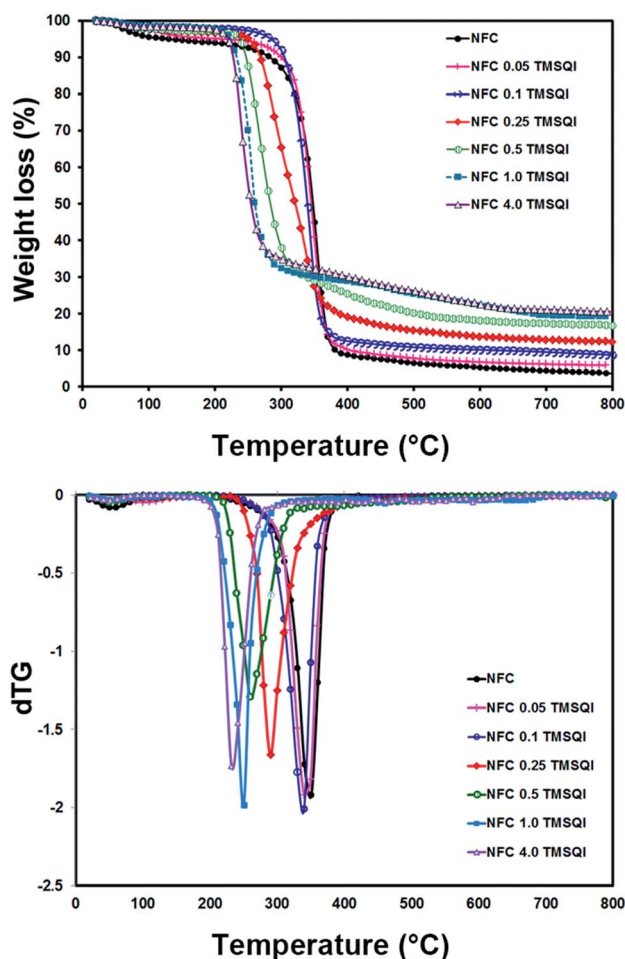 Weight loss (%)
100
90
80
70
60
50
40
30
20
10
0
NFC
NFC 0.05 TMSQI
NFC 0.1 TMSQI
NFC 0.25 TMSQI
NFC 0.5 TMSQI
NFC 1.0 TMSQI
NFC 4.0 TMSQI
0 100 200 300 400 500 600 700 800
Temperature (°C)
dTG
0
-0.5
-1
-1.5
-2
-2.5
NFC
NFC 0.05 TMSQI
NFC 0.1 TMSQI
NFC 0.25 TMSQI
NFC 0.5 TMSQI
NFC 1.0 TMSQI
NFC 4.0 TMSQI
0 100 200 300 400 500 600 700 800
Temperature (°C)